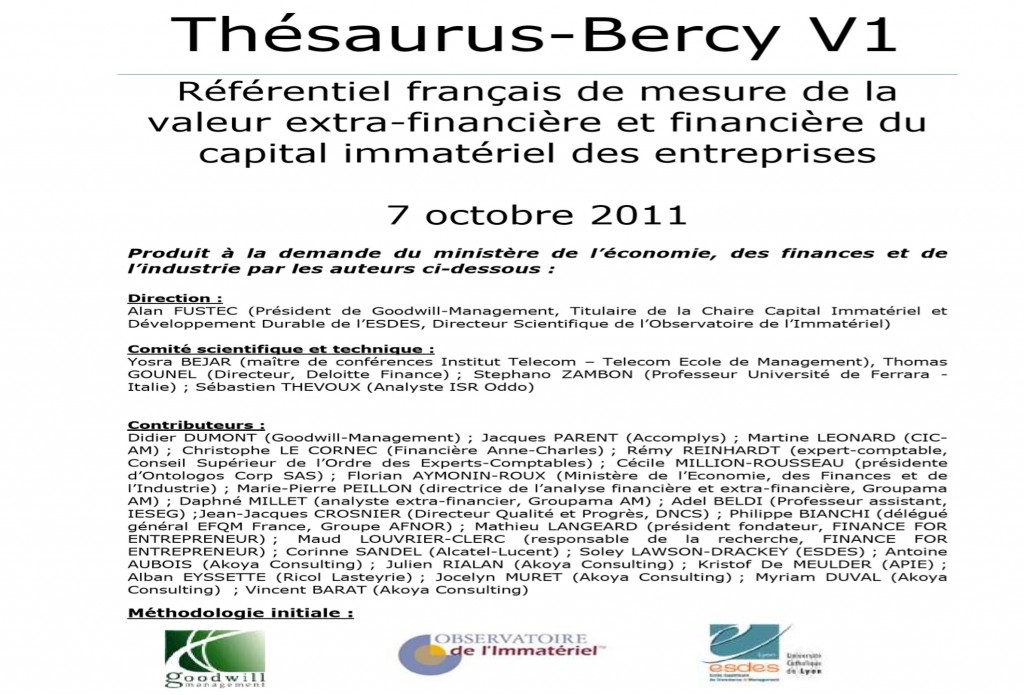 Thésaurus-Bercy V1
Référentiel français de mesure de la
valeur extra-financière et financière du
capital immatériel des entreprises
7 octobre 2011
Produit à la demande du ministère de l’économie, des finances et de
l’industrie par les auteurs ci-dessous :
Direction :
Alan FUSTEC (Président de Goodwill-Management, Titulaire de la Chaire Capital Immatériel et
Développement Durable de l’ESDES, Directeur Scientifique de l’Observatoire de l’Immatériel)
Comité scientifique et technique :
Yosra BEJAR (maître de conférences Institut Telecom – Telecom Ecole de Management), Thomas
GOUNEL (Directeur, Deloitte Finance) ; Stephano ZAMBON (Professeur Université de Ferrara -
Italie) ; Sébastien THEVOUX (Analyste ISR Oddo)
Contributeurs :
Didier DUMONT (Goodwill-Management) ; Jacques PARENT (Accomplys) ; Martine LEONARD (CIC-
AM) ; Christophe LE CORNEC (Financière Anne-Charles) ; Rémy REINHARDT (expert-comptable,
Conseil Supérieur de l’Ordre des Experts-Comptables) ; Cécile MILLION-ROUSSEAU (présidente
d’Ontologos Corp SAS) ; Florian AYMONIN-ROUX (Ministère de l’Economie, des Finances et de
l’Industrie) ; Marie-Pierre PEILLON (directrice de l’analyse financière et extra-financière, Groupama
AM) ; Daphné MILLET (analyste extra-financier, Groupama AM) ; Adel BELDI (Professeur assistant,
IESEG) ;Jean-Jacques CROSNIER (Directeur Qualité et Progrès, DNCS) ; Philippe BIANCHI (délégué
général EFQM France, Groupe AFNOR) ; Mathieu LANGEARD (président fondateur, FINANCE FOR
ENTREPRENEUR) ; Maud LOUVRIER-CLERC (responsable de la recherche, FINANCE FOR
ENTREPRENEUR) ; Corinne SANDEL (Alcatel-Lucent) ; Soley LAWSON-DRACKEY (ESDES) ; Antoine
AUBOIS (Akoya Consulting) ; Julien RIALAN (Akoya Consulting) ; Kristof De MEULDER (APIE) ;
Alban EYSSETTE (Ricol Lasteyrie) ; Jocelyn MURET (Akoya Consulting) ; Myriam DUVAL (Akoya
Consulting) ; Vincent BARAT (Akoya Consulting)
Méthodologie initiale :
goodwill
management
OBSERVATOIRE
de l'Immatériel™
Lyon
esdes
Université
Catholique
de Lyon